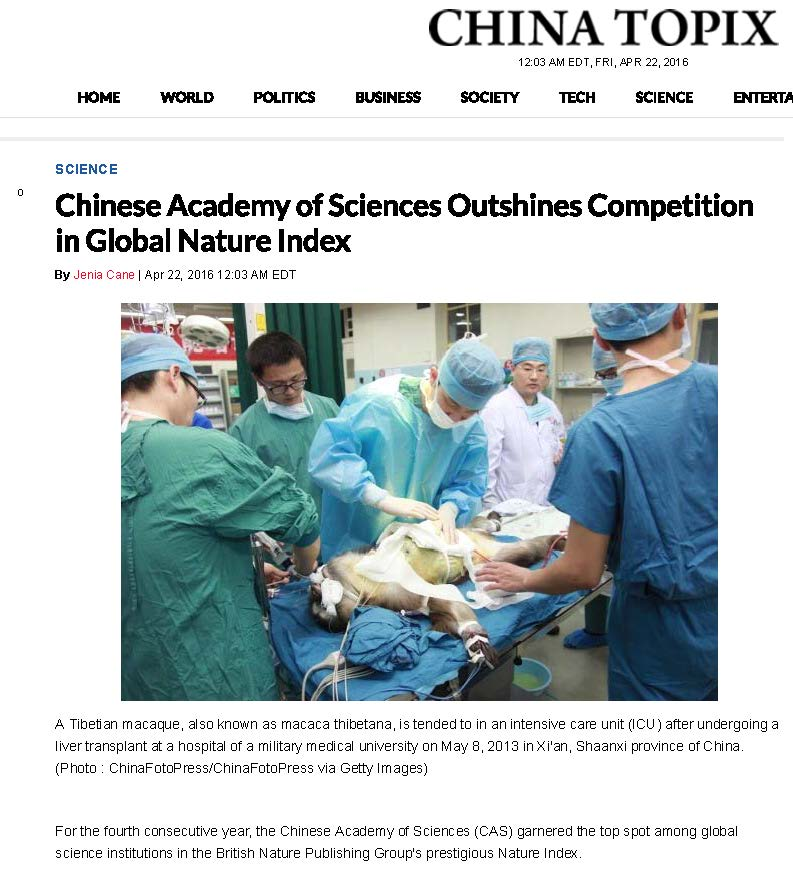 CHINA TOPIX
12:03 AM EDT, FRI, APR 22, 2016
HOME WORLD POLITICS BUSINESS SOCIETY TECH SCIENCE ENTERTA
SCIENCE
0
Chinese Academy of Sciences Outshines Competition
in Global Nature Index
By Jenia Cane | Apr 22, 2016 12:03 AM EDT
A Tibetian macaque, also known as macaca thibetana, is tended to in an intensive care unit (ICU) after undergoing a
liver transplant at a hospital of a military medical university on May 8, 2013 in Xi'an, Shaanxi province of China.
(Photo : ChinaFotoPress/ChinaFotoPress via Getty Images)
For the fourth consecutive year, the Chinese Academy of Sciences (CAS) garnered the top spot among global
science institutions in the British Nature Publishing Group's prestigious Nature Index.